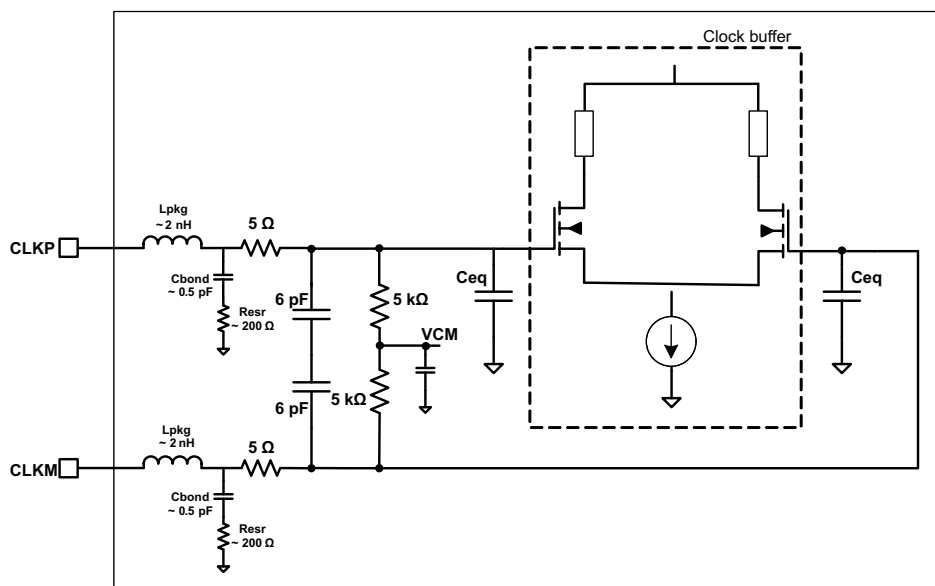 Clock buffer
Lpkg
~ 2 nH
5 Ω
CLKP
Cbond
~ 0.5 pF
6 pF
5 kΩ
Ceq
Ceq
Resr
~ 200 Ω
VCM
6 pF
5 kΩ
Lpkg
~ 2 nH
5 Ω
CLKM
Cbond
~ 0.5 pF
Resr
~ 200 Ω